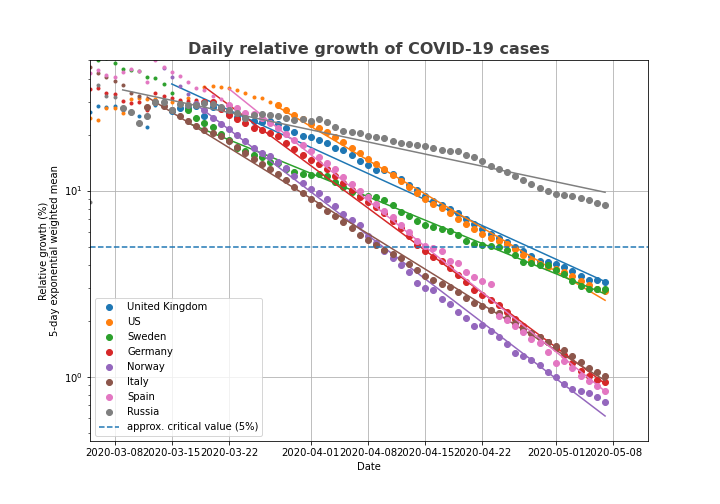 Daily relative growth of COVID-19 cases
Relative growth (%)
5-day exponential weighted mean
10¹
10⁰
United Kingdom
US
Sweden
Germany
Norway
Italy
Spain
Russia
approx. critical value (5%)
2020-03-08 2020-03-15 2020-03-22 2020-04-01 2020-04-08 2020-04-15 2020-04-22 2020-05-01 2020-05-08
Date